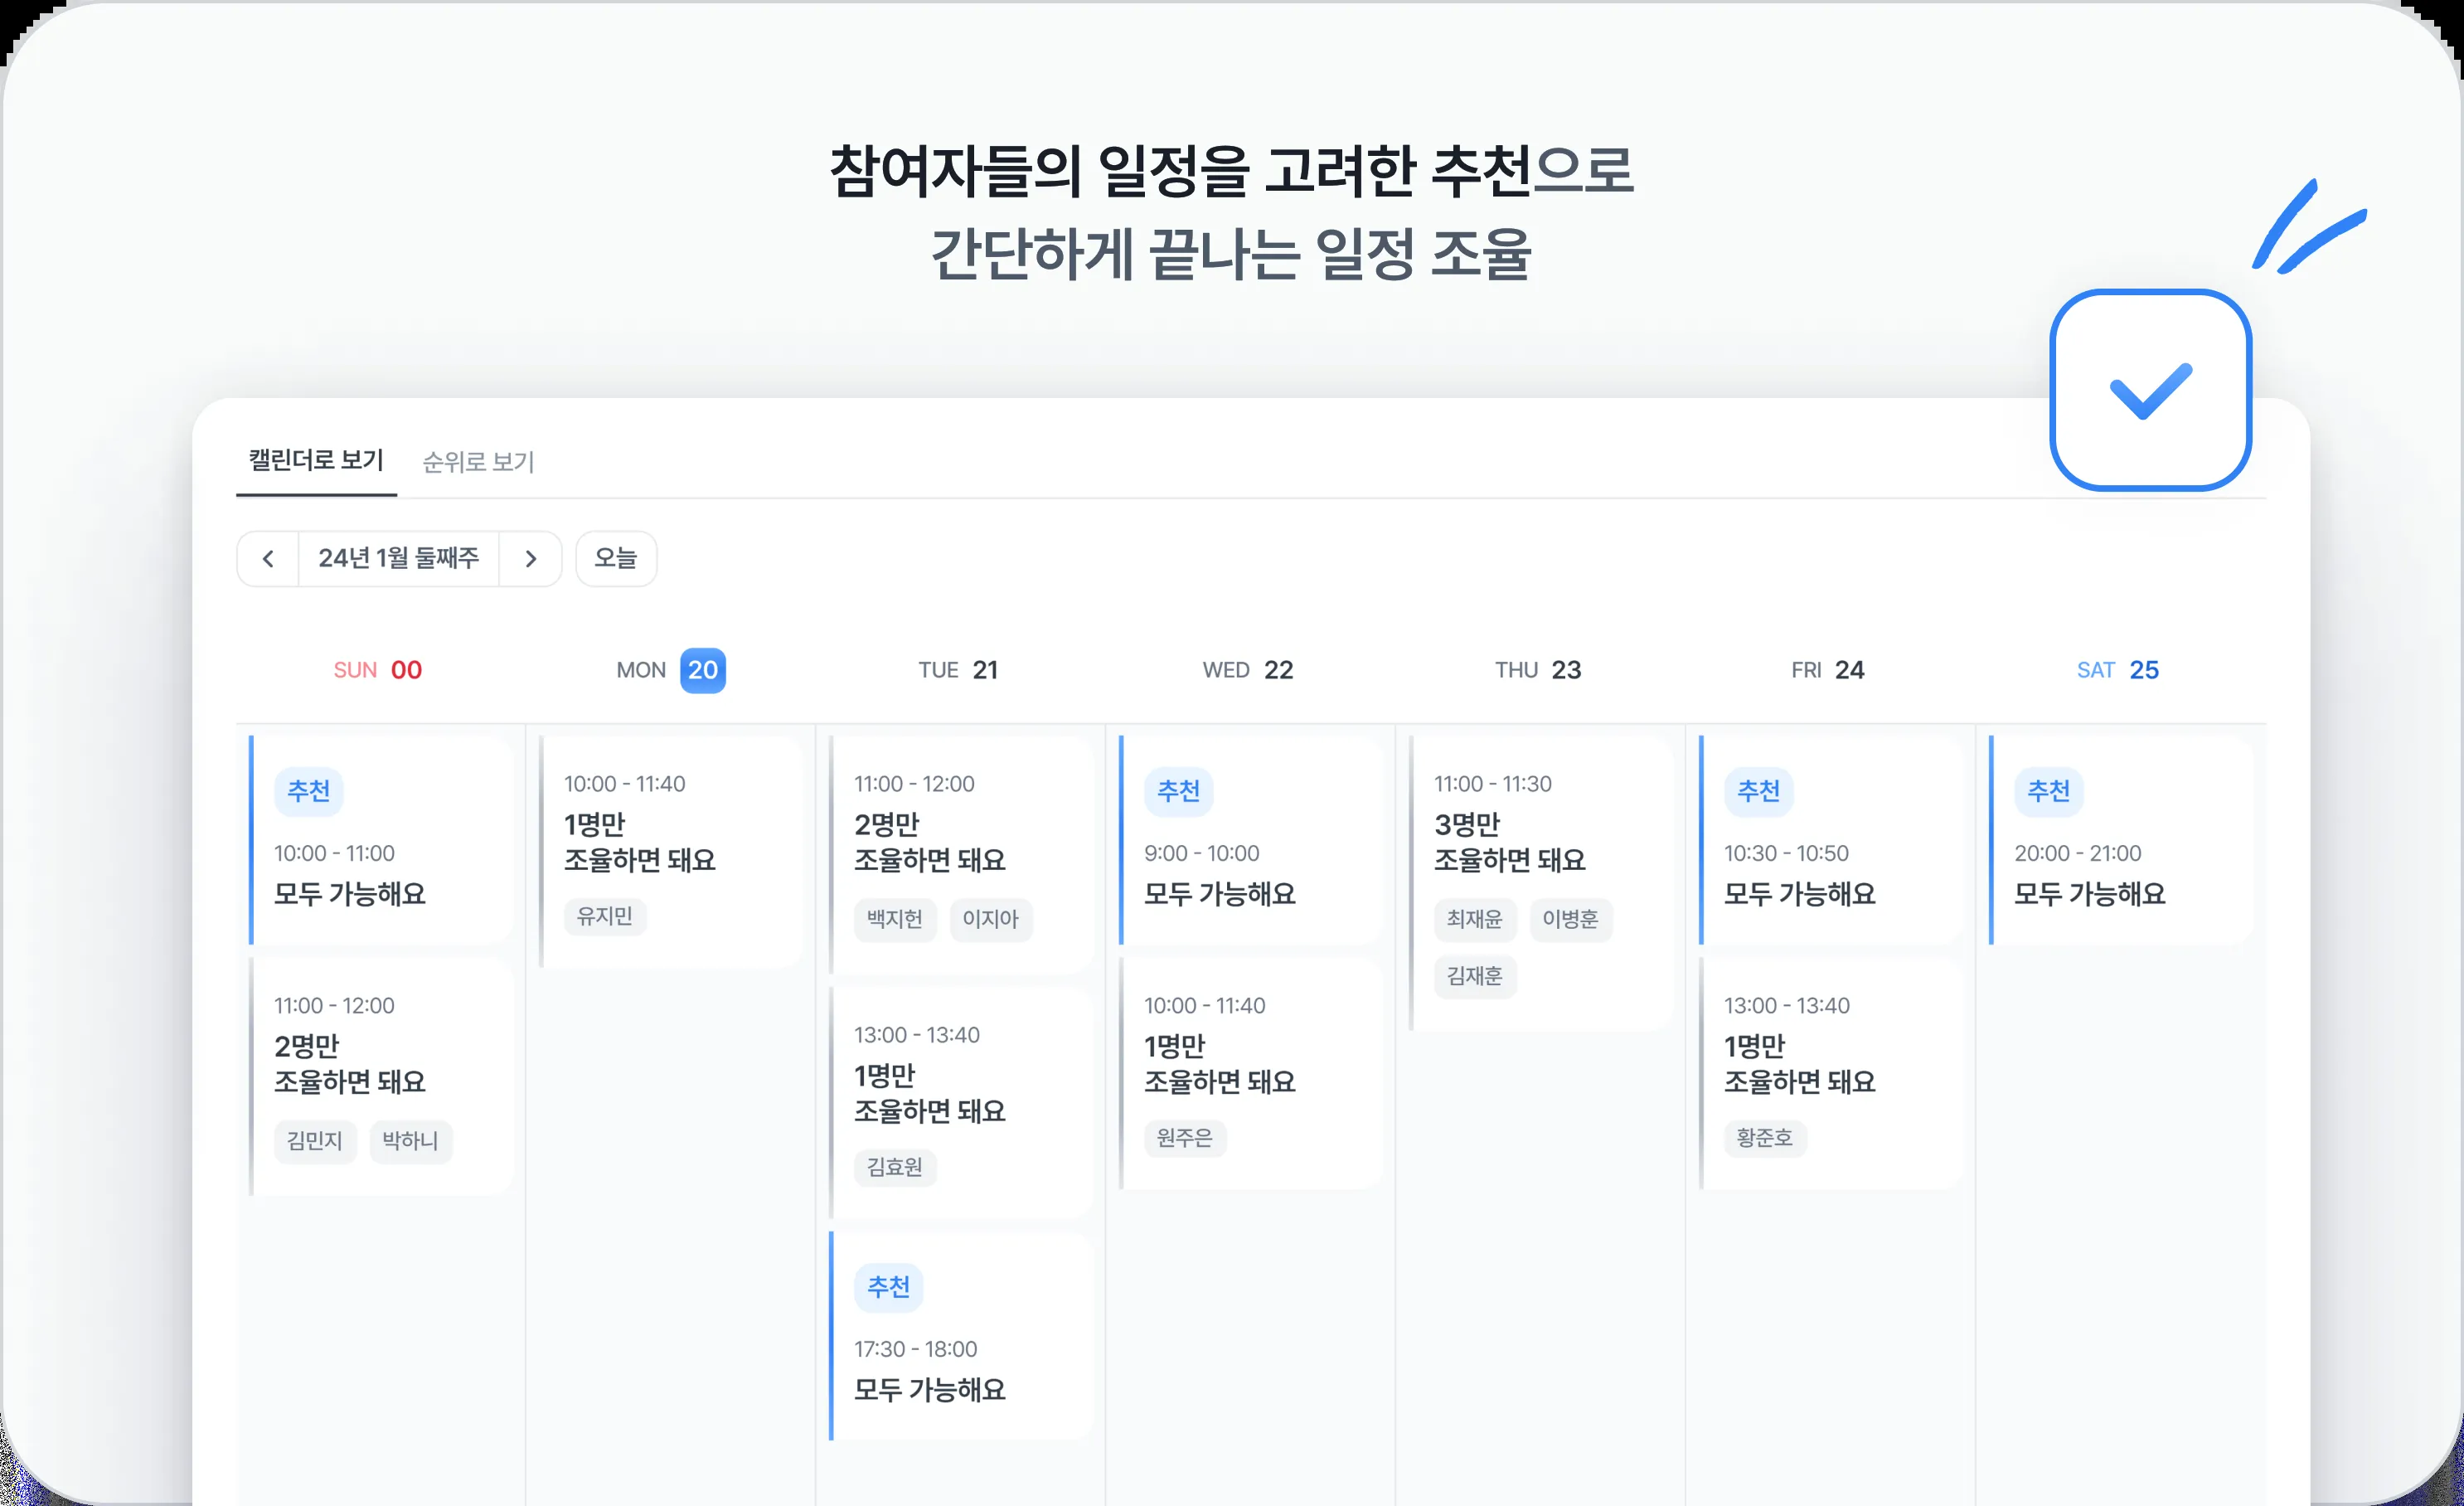 참여자들의 일정을 고려한 추천으로
간단하게 끝나는 일정 조율
캘린더로 보기 순위로 보기
24년 1월 둘째주 오늘
SUN 00 MON 20 TUE 21 WED 22 THU 23 FRI 24 SAT 25
추천
10:00 - 11:00
모두 가능해요
11:00 - 12:00
2명만
조율하면 돼요
김민지 박하니
10:00 - 11:40
1명만
조율하면 돼요
유지민
11:00 - 12:00
2명만
조율하면 돼요
백지헌 이지아
13:00 - 13:40
1명만
조율하면 돼요
김효원
추천
17:30 - 18:00
모두 가능해요
추천
9:00 - 10:00
모두 가능해요
10:00 - 11:40
1명만
조율하면 돼요
원주은
11:00 - 11:30
3명만
조율하면 돼요
최재윤 이병훈
김재훈
추천
10:30 - 10:50
모두 가능해요
13:00 - 13:40
1명만
조율하면 돼요
황준호
추천
20:00 - 21:00
모두 가능해요